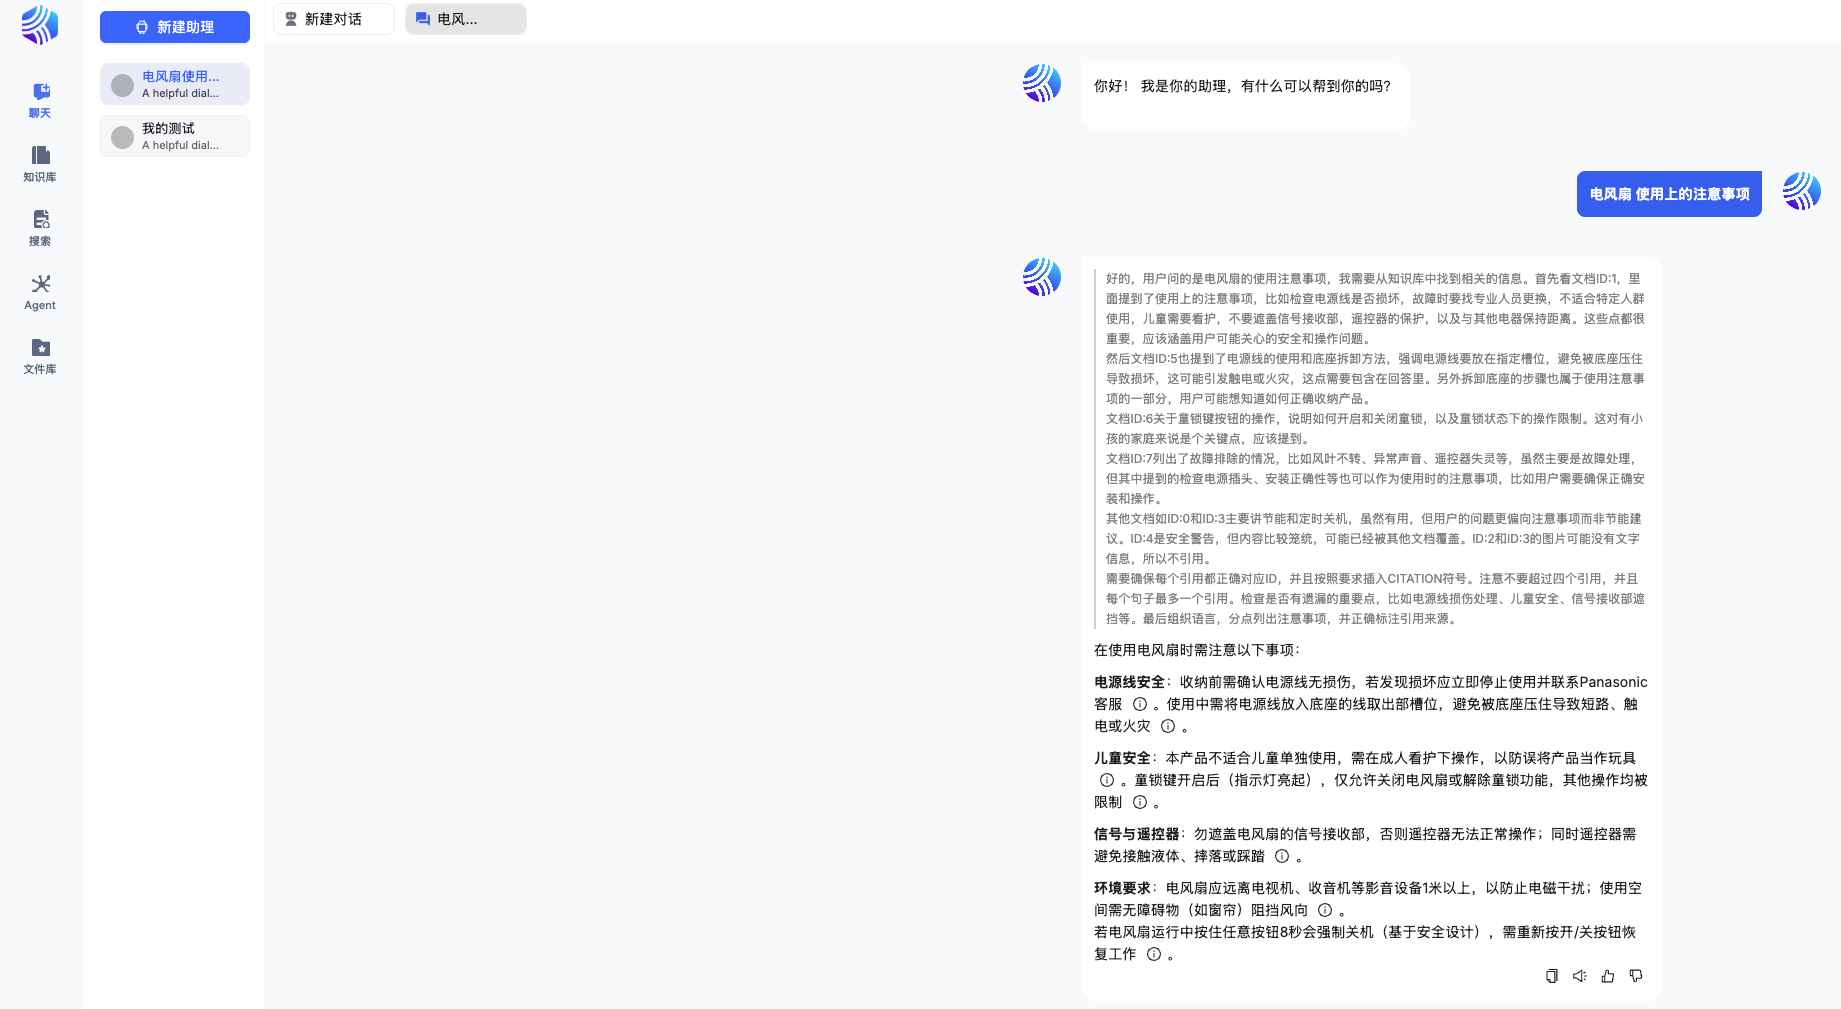 新建助理
新建对话
电风...
电风扇使用...
A helpful dial...
我的测试
A helpful dial...
聊天
知识库
搜索
Agent
文件库
你好！ 我是你的助理，有什么可以帮到你的吗？
电风扇 使用上的注意事项
好的，用户问的是电风扇的使用注意事项，我需要从知识库中找到相关的信息。首先看文档ID:1，里
面提到了使用上的注意事项，比如检查电源线是否损坏，故障时要找专业人员更换，不适合特定人群
使用，儿童需要看护，不要遮盖信号接收部，遥控器的保护，以及与其他电器保持距离。这些点都很
重要，应该涵盖用户可能关心的安全和操作问题。
然后文档ID:5也提到了电源线的使用和底座拆卸方法，强调电源线要放在指定槽位，避免被底座压住
导致损坏，这可能引发触电或火灾，这点需要包含在回答里。另外拆卸底座的步骤也属于使用注意事
项的一部分，用户可能想知道如何正确收纳产品。
文档ID:6关于童锁键按钮的操作，说明如何开启和关闭童锁，以及童锁状态下的操作限制。这对有小
孩的家庭来说是个关键点，应该提到。
文档ID:7列出了故障排除的情况，比如风叶不转、异常声音、遥控器失灵等，虽然主要是故障处理，
但其中提到的检查电源插头、安装正确性等也可以作为使用时的注意事项，比如用户需要确保正确安
装和操作。
其他文档如ID:0和ID:3主要讲节能和定时关机，虽然有用，但用户的问题更偏向注意事项而非节能建
议。ID:4是安全警告，但内容比较笼统，可能已经被其他文档覆盖。ID:2和ID:3的图片可能没有文字
信息，所以不引用。
需要确保每个引用都正确对应ID，并且按照要求插入CITATION符号。注意不要超过四个引用，并且
每个句子最多一个引用。检查是否有遗漏的重要点，比如电源线损伤处理、儿童安全、信号接收部遮
挡等。最后组织语言，分点列出注意事项，并正确标注引用来源。
在使用电风扇时需注意以下事项：
电源线安全：收纳前需确认电源线无损伤，若发现损坏应立即停止使用并联系Panasonic
客服 。使用中需将电源线放入底座的线取出部槽位，避免被底座压住导致短路、触
电或火灾 。
儿童安全：本产品不适合儿童单独使用，需在成人看护下操作，以防误将产品当作玩具
。童锁键开启后（指示灯亮起），仅允许关闭电风扇或解除童锁功能，其他操作均被
限制 。
信号与遥控器：勿遮盖电风扇的信号接收部，否则遥控器无法正常操作；同时遥控器需
避免接触液体、摔落或踩踏 。
环境要求：电风扇应远离电视机、收音机等影音设备1米以上，以防止电磁干扰；使用空
间需无障碍物（如窗帘）阻挡风向 。
若电风扇运行中按住任意按钮8秒会强制关机（基于安全设计），需重新按开/关按钮恢
复工作 。